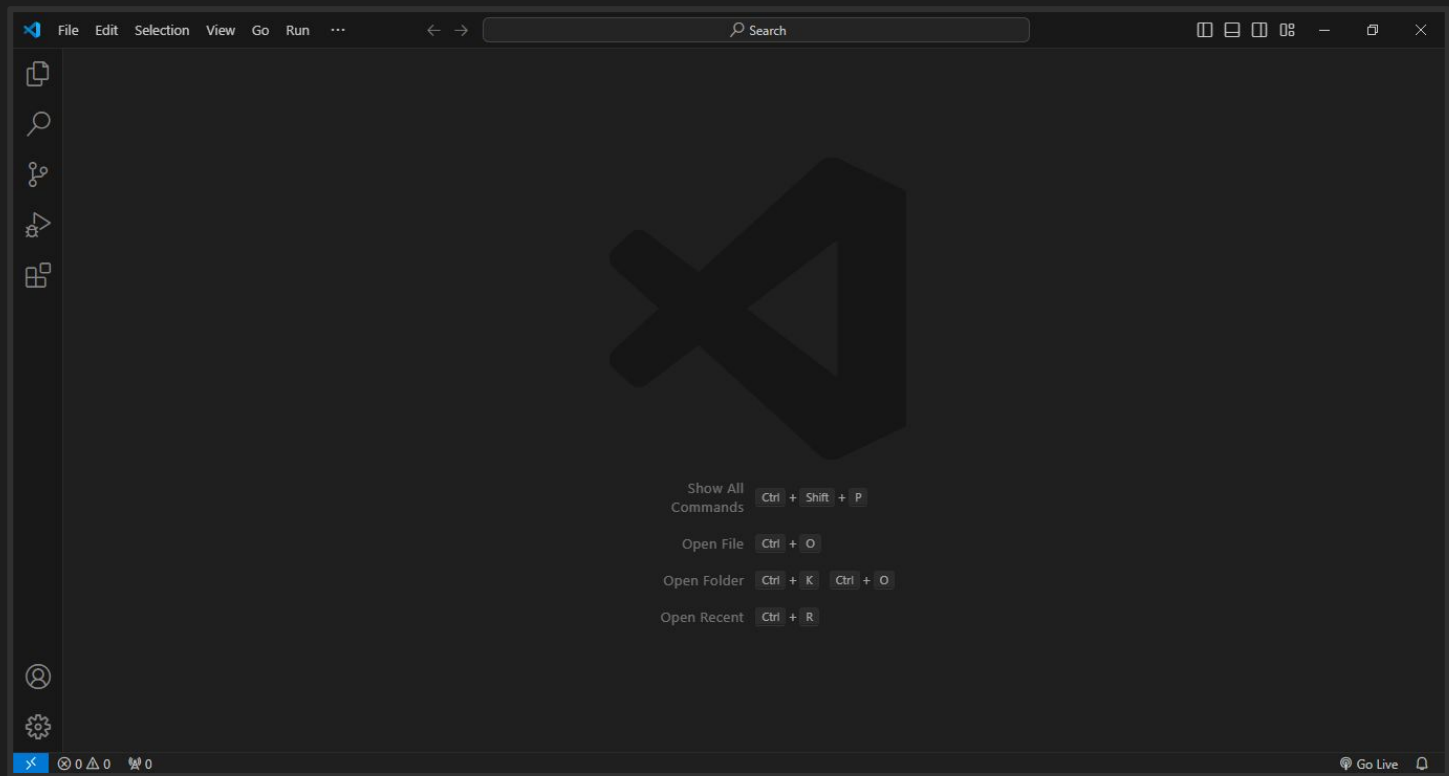 File Edit Selection View Go Run ··· Search
Show All
Commands Ctrl + Shift + P
Open File Ctrl + O
Open Folder Ctrl + K Ctrl + O
Open Recent Ctrl + R
0 0 0 Go Live